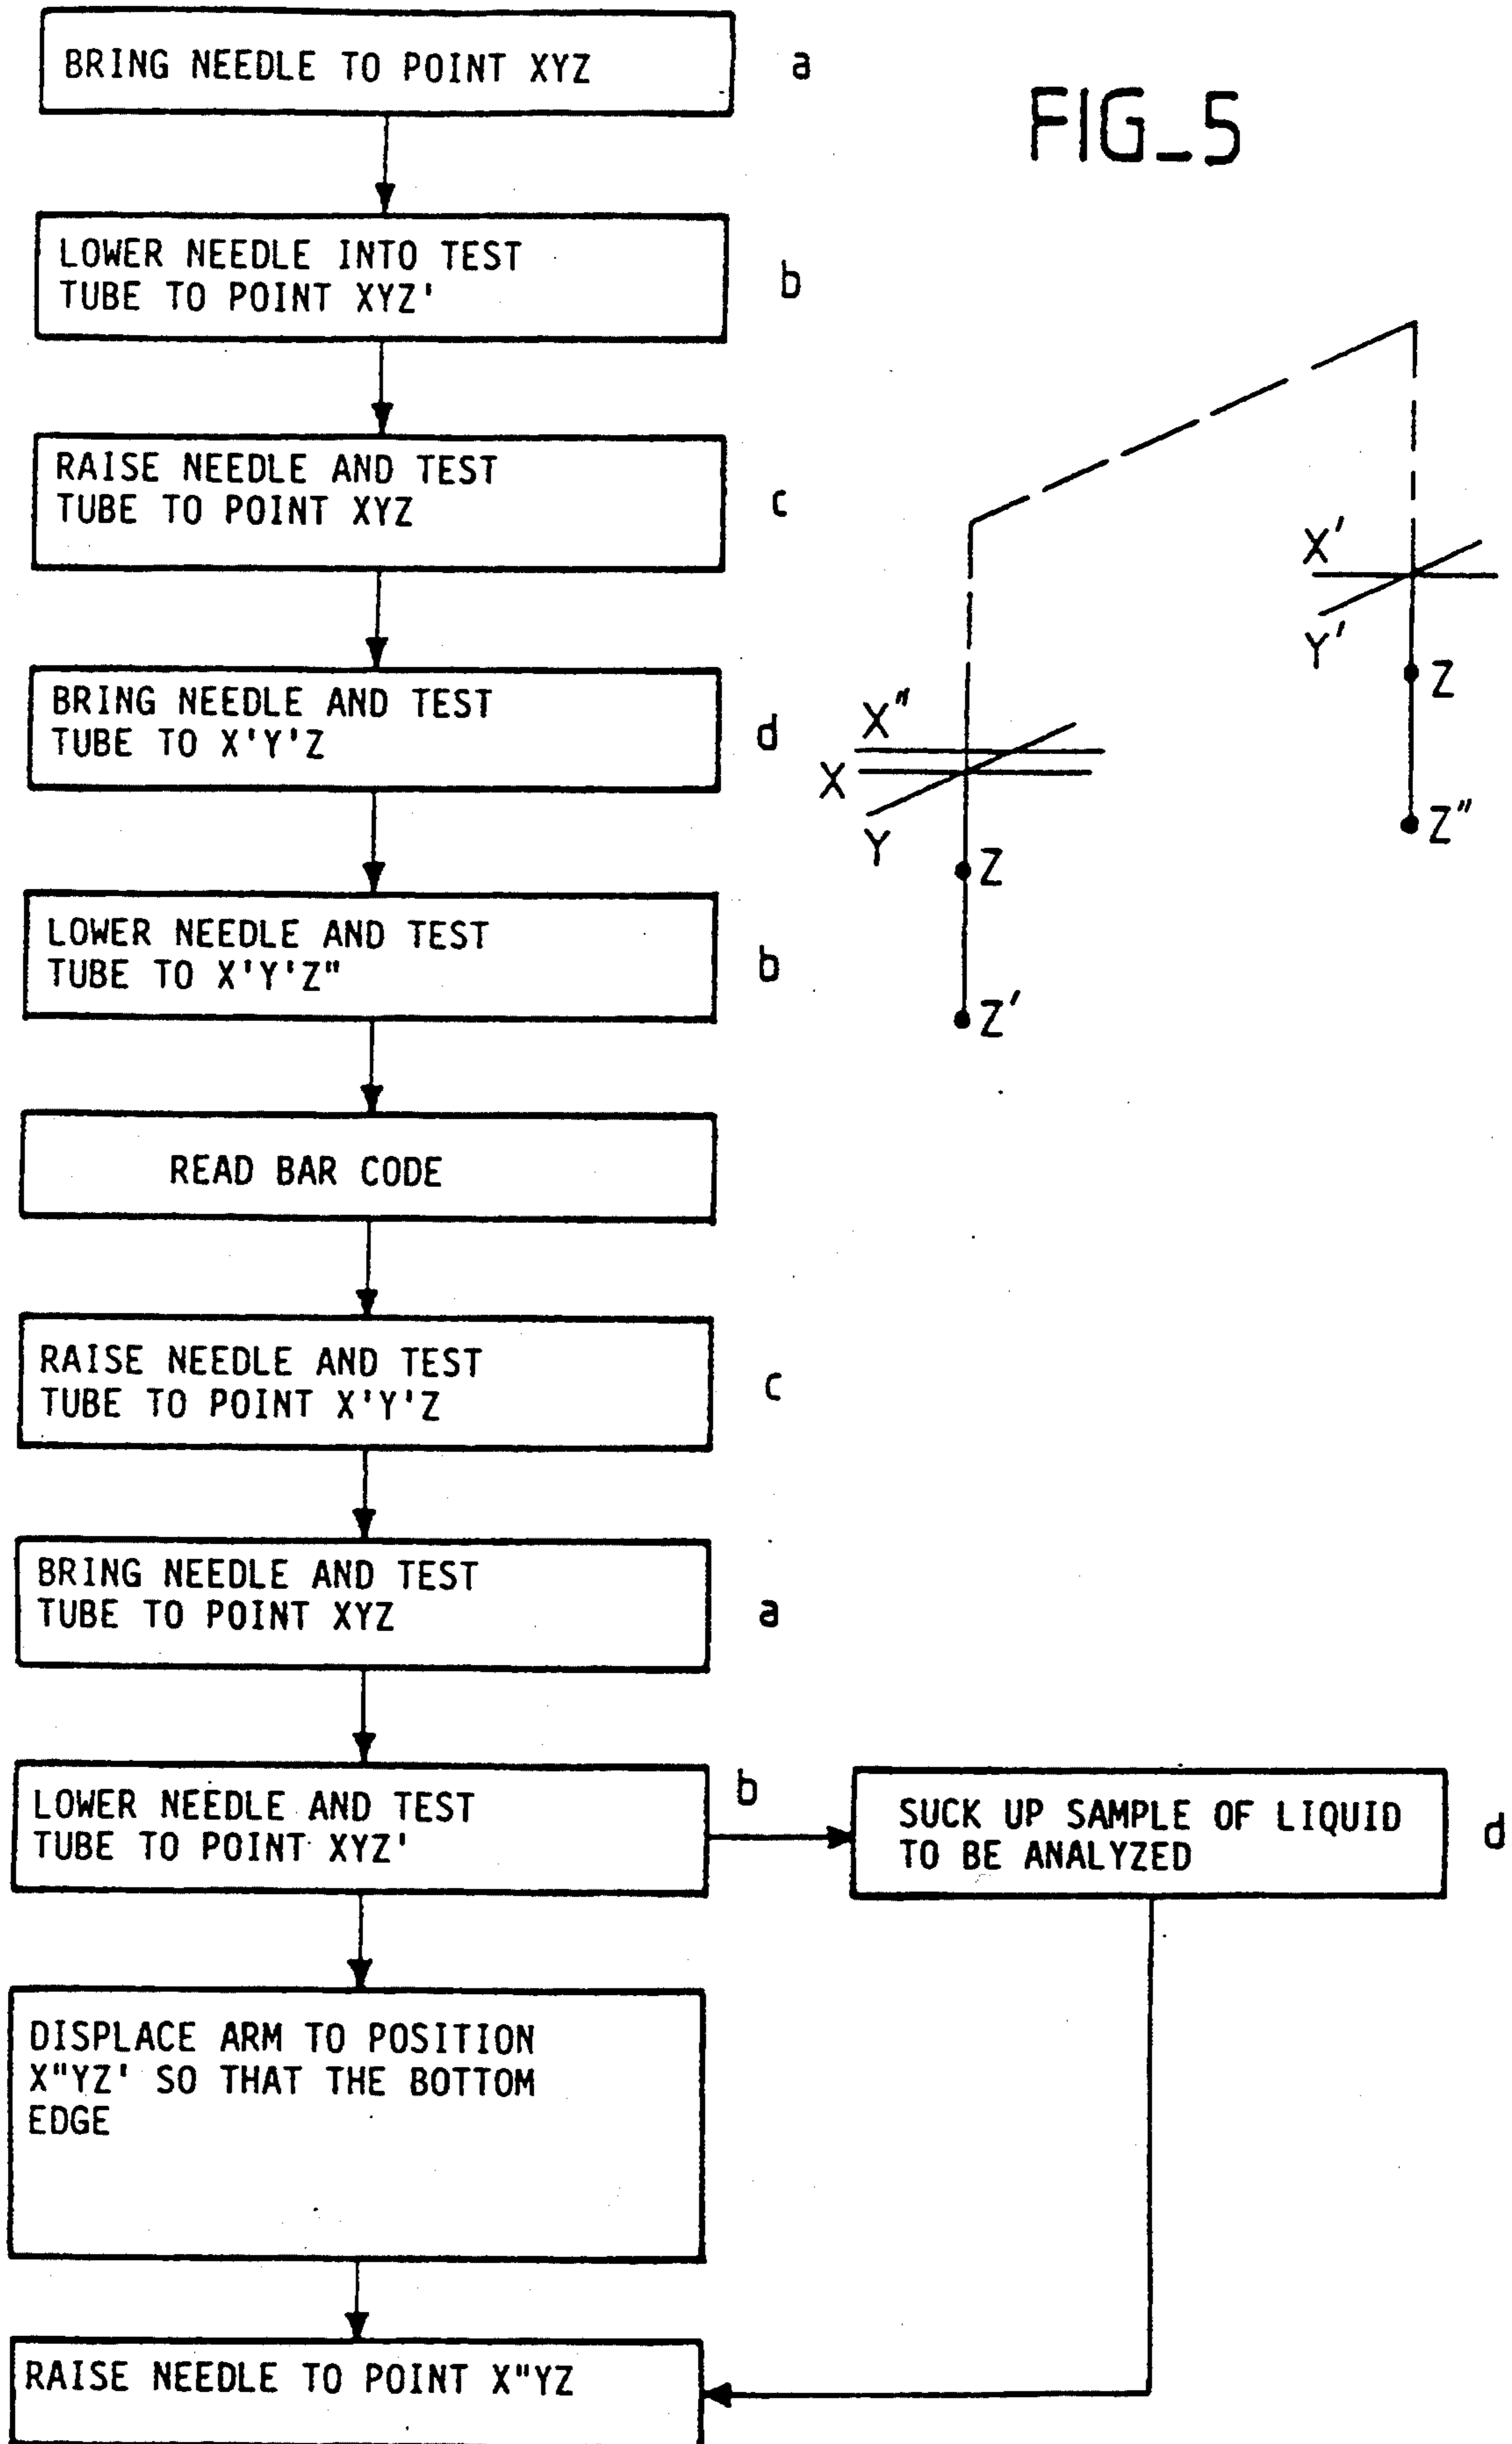 BRING NEEDLE TO POINT XYZ
a
FIG_5
LOWER NEEDLE INTO TEST
TUBE TO POINT XYZ'
b
RAISE NEEDLE AND TEST
TUBE TO POINT XYZ
c
BRING NEEDLE AND TEST
TUBE TO X'Y'Z
d
X'
Y'
Z
Z"
X"
X
Y
Z
Z'
LOWER NEEDLE AND TEST
TUBE TO X'Y'Z"
b
READ BAR CODE
RAISE NEEDLE AND TEST
TUBE TO POINT X'Y'Z
c
BRING NEEDLE AND TEST
TUBE TO POINT XYZ
a
LOWER NEEDLE AND TEST
TUBE TO POINT XYZ'
b
SUCK UP SAMPLE OF LIQUID
TO BE ANALYZED
d
DISPLACE ARM TO POSITION
X"YZ' SO THAT THE BOTTOM
EDGE
RAISE NEEDLE TO POINT X"YZ